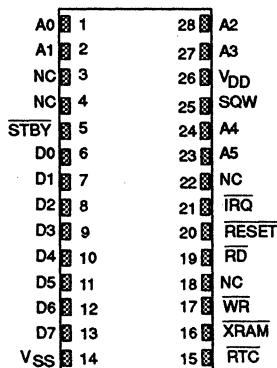 A0 1 28 A2
A1 2 27 A3
NC 3 26 VDD
NC 4 25 SQW
STBY 5 24 A4
D0 6 23 A5
D1 7 22 NC
D2 8 21 IRQ
D3 9 20 RESET
D4 10 19 RD
D5 11 18 NC
D6 12 17 WR
D7 13 16 XRAM
VSS 14 15 RTC